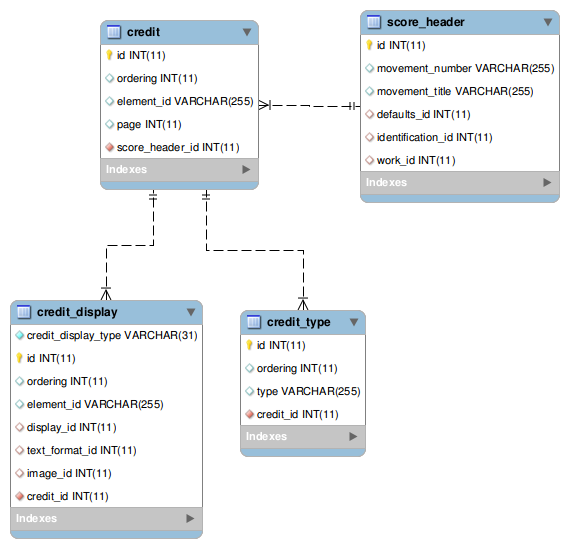 credit
id INT(11)
ordering INT(11)
element_id VARCHAR(255)
page INT(11)
score_header_id INT(11)
Indexes
score_header
id INT(11)
movement_number VARCHAR(255)
movement_title VARCHAR(255)
defaults_id INT(11)
identification_id INT(11)
work_id INT(11)
Indexes
credit_display
credit_display_type VARCHAR(31)
id INT(11)
ordering INT(11)
element_id VARCHAR(255)
display_id INT(11)
text_format_id INT(11)
image_id INT(11)
credit_id INT(11)
Indexes
credit_type
id INT(11)
ordering INT(11)
type VARCHAR(255)
credit_id INT(11)
Indexes